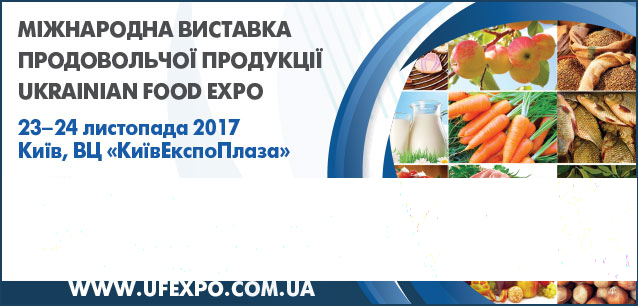 МІЖНАРОДНА ВИСТАВКА
ПРОДОВОЛЬЧОЇ ПРОДУКЦІЇ
UKRAINIAN FOOD EXPO
23–24 листопада 2017
Київ, ВЦ «КиївЕкспоПлаза»
WWW.UFEXPO.COM.UA